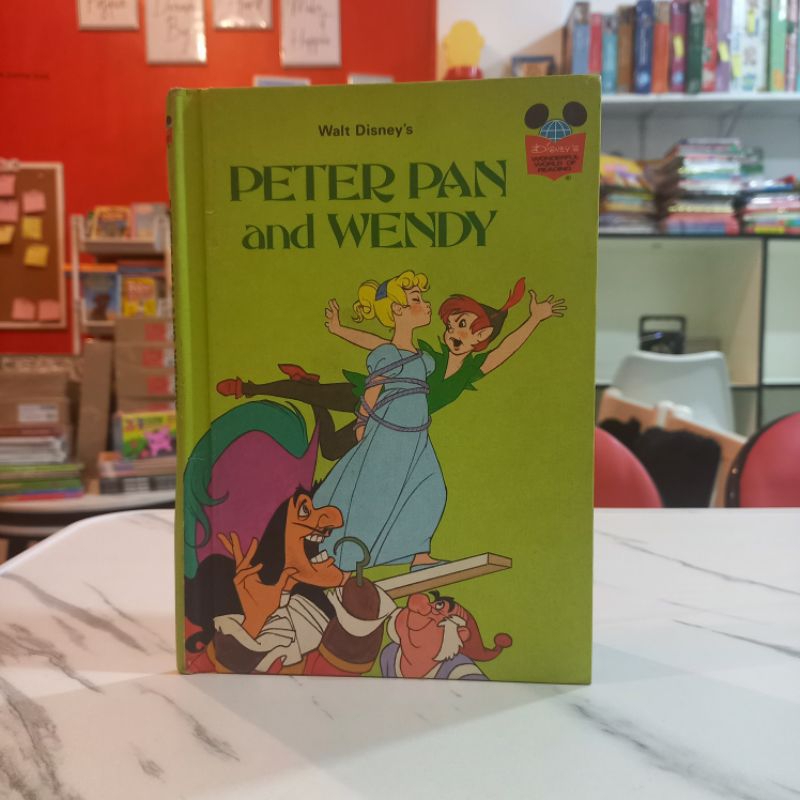 Walt Disney's
PETER PAN
and WENDY
DISNEY'S
WONDERFUL
WORLD OF
READING